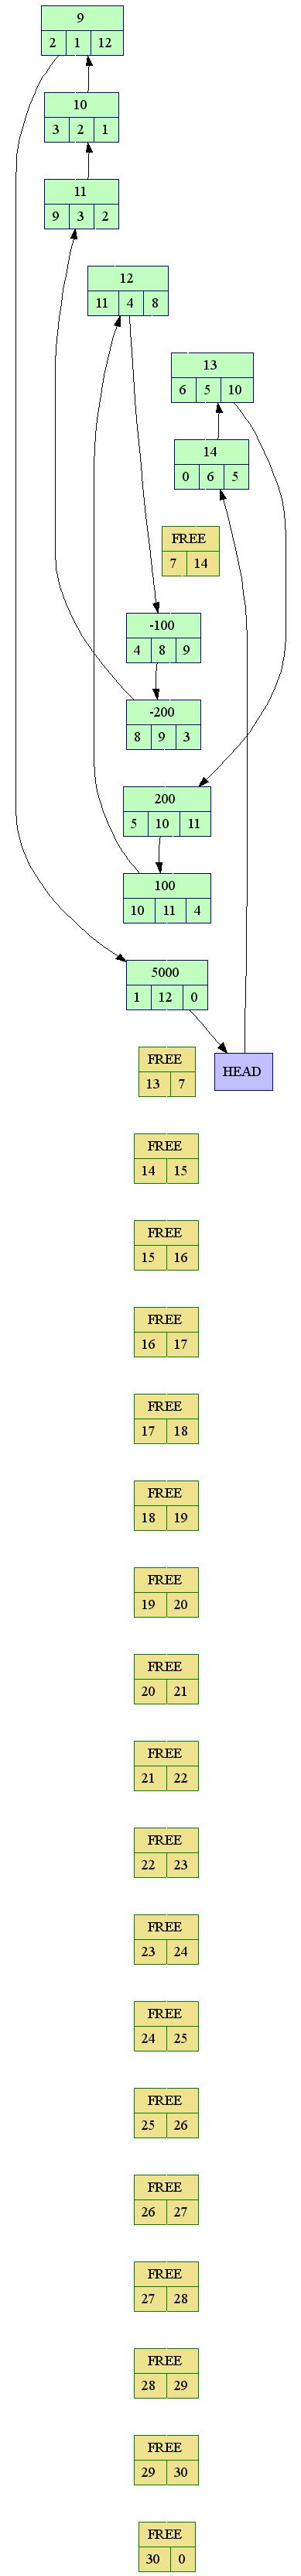 9
2 1 12
10
3 2 1
11
9 3 2
12
11 4 8
13
6 5 10
14
0 6 5
FREE
7 14
-100
4 8 9
-200
8 9 3
200
5 10 11
100
10 11 4
5000
1 12 0
FREE
13 7
HEAD
FREE
14 15
FREE
15 16
FREE
16 17
FREE
17 18
FREE
18 19
FREE
19 20
FREE
20 21
FREE
21 22
FREE
22 23
FREE
23 24
FREE
24 25
FREE
25 26
FREE
26 27
FREE
27 28
FREE
28 29
FREE
29 30
FREE
30 0